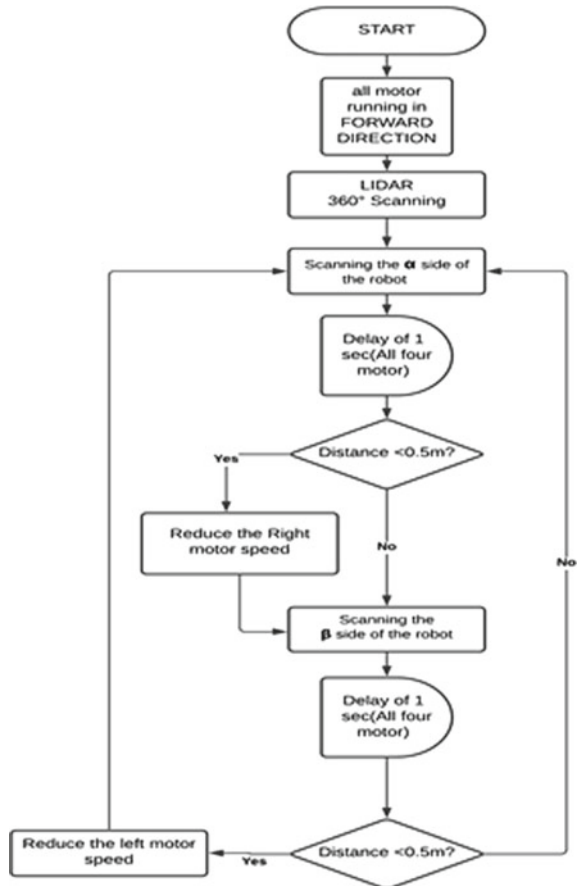 START
all motor
running in
FORWARD
DIRECTION
LIDAR
360° Scanning
Scanning the α side of
the robot
Delay of 1
sec(All four
motor)
Distance <0.5m?
Yes
Reduce the Right
motor speed
No
No
Scanning the
β side of the robot
Delay of 1
sec(All four
motor)
Distance <0.5m?
Yes
Reduce the left motor
speed